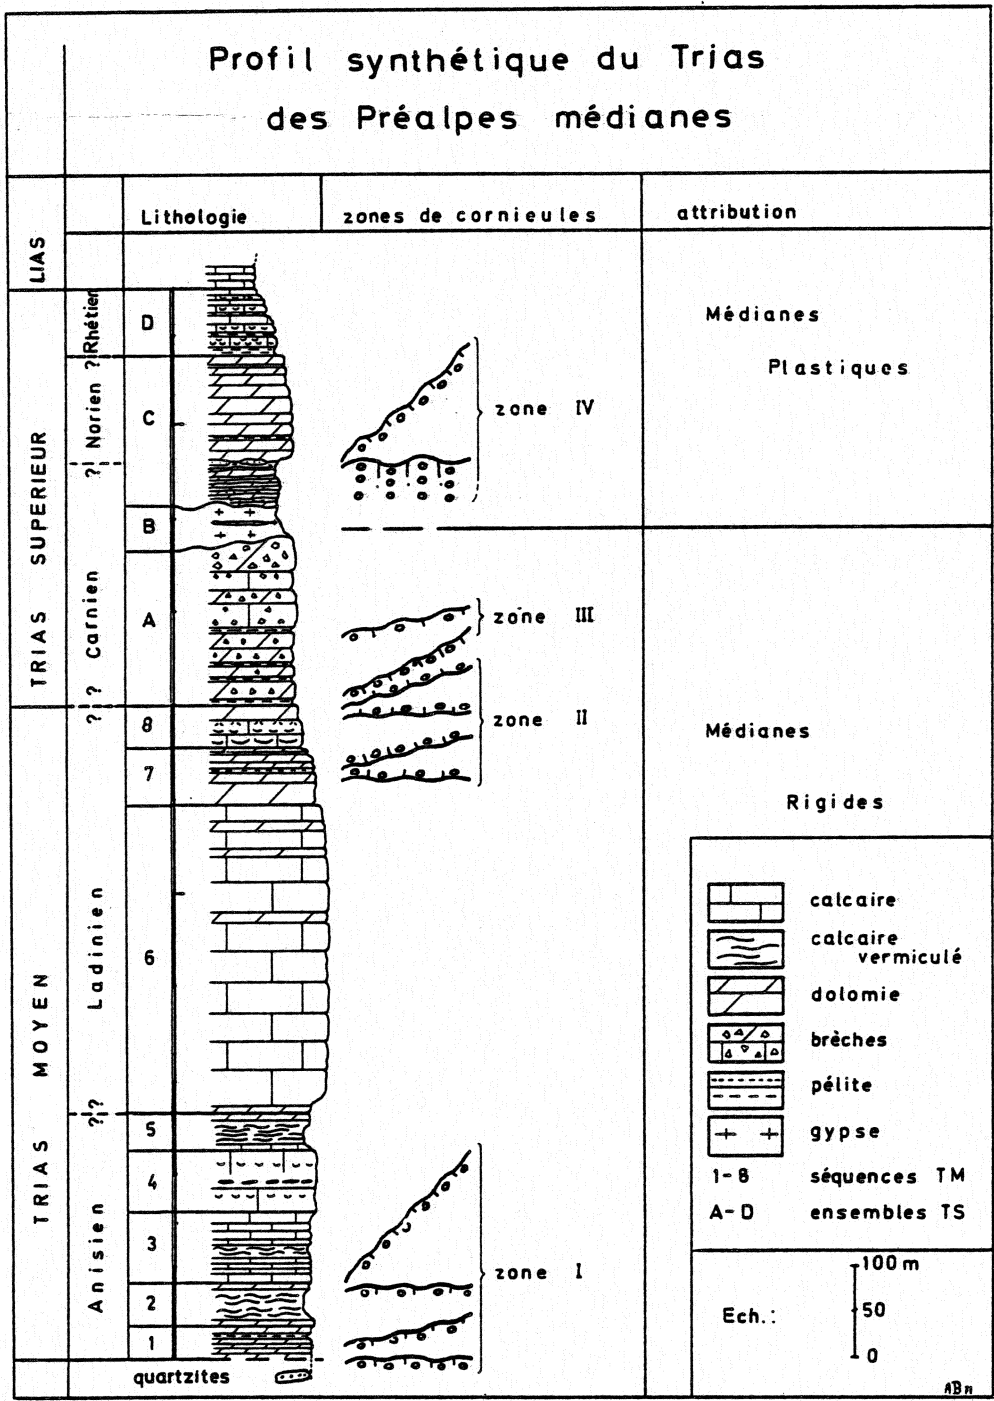 Profil synthétique du Trias
des Préalpes médianes
Lithologie
zones de cornieules
attribution
LIAS
TRIAS SUPERIEUR
TRIAS MOYEN
? Rhétien
? Norien
? Carnien ?
? Ladinien
? Anisien ?
D
C
B
A
8
7
6
5
4
3
2
1
quartzites
zone IV
zone III
zone II
zone I
Médianes
Plastiques
Médianes
Rigides
calcaire
calcaire
vermiculé
dolomie
brèches
pélite
gypse
1-8 séquences TM
A-D ensembles TS
Ech.:
100 m
50
0
ABn